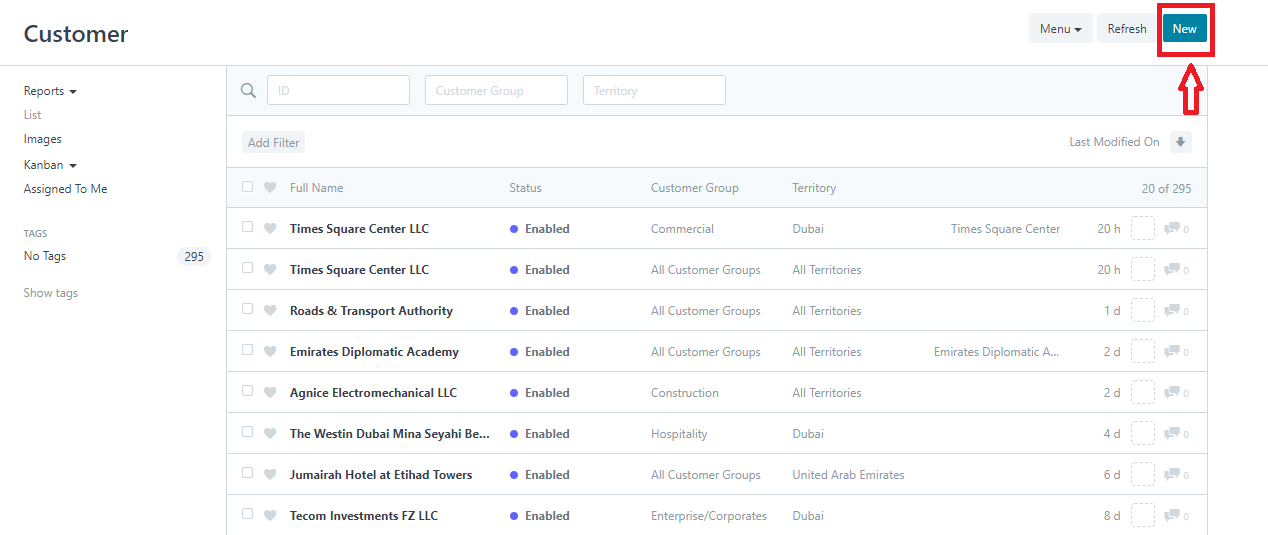 Customer
Menu Refresh New
Reports
List
Images
Kanban
Assigned To Me
TAGS
No Tags 295
Show tags
ID Customer Group Territory
Add Filter Last Modified On
Full Name Status Customer Group Territory 20 of 295
Times Square Center LLC Enabled Commercial Dubai Times Square Center 20 h 0
Times Square Center LLC Enabled All Customer Groups All Territories 20 h 0
Roads & Transport Authority Enabled All Customer Groups All Territories 1 d 0
Emirates Diplomatic Academy Enabled All Customer Groups All Territories Emirates Diplomatic A... 2 d 0
Agnice Electromechanical LLC Enabled Construction All Territories 2 d 0
The Westin Dubai Mina Seyahi Be... Enabled Hospitality Dubai 4 d 0
Jumairah Hotel at Etihad Towers Enabled All Customer Groups United Arab Emirates 6 d 0
Tecom Investments FZ LLC Enabled Enterprise/Corporates Dubai 8 d 0